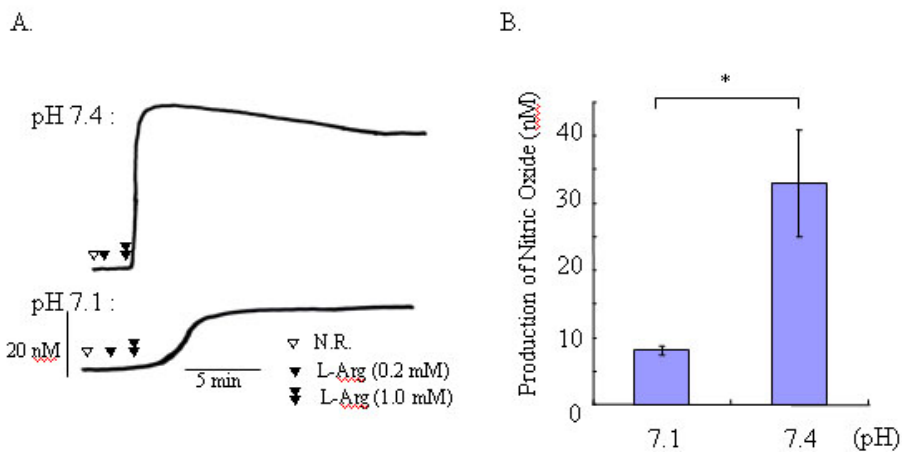 A.
pH 7.4 :
pH 7.1 :
20 nM
5 min
N.R.
L-Arg (0.2 mM)
L-Arg (1.0 mM)
B.
*
Production of Nitric Oxide (nM)
40
30
20
10
0
7.1 7.4 (pH)